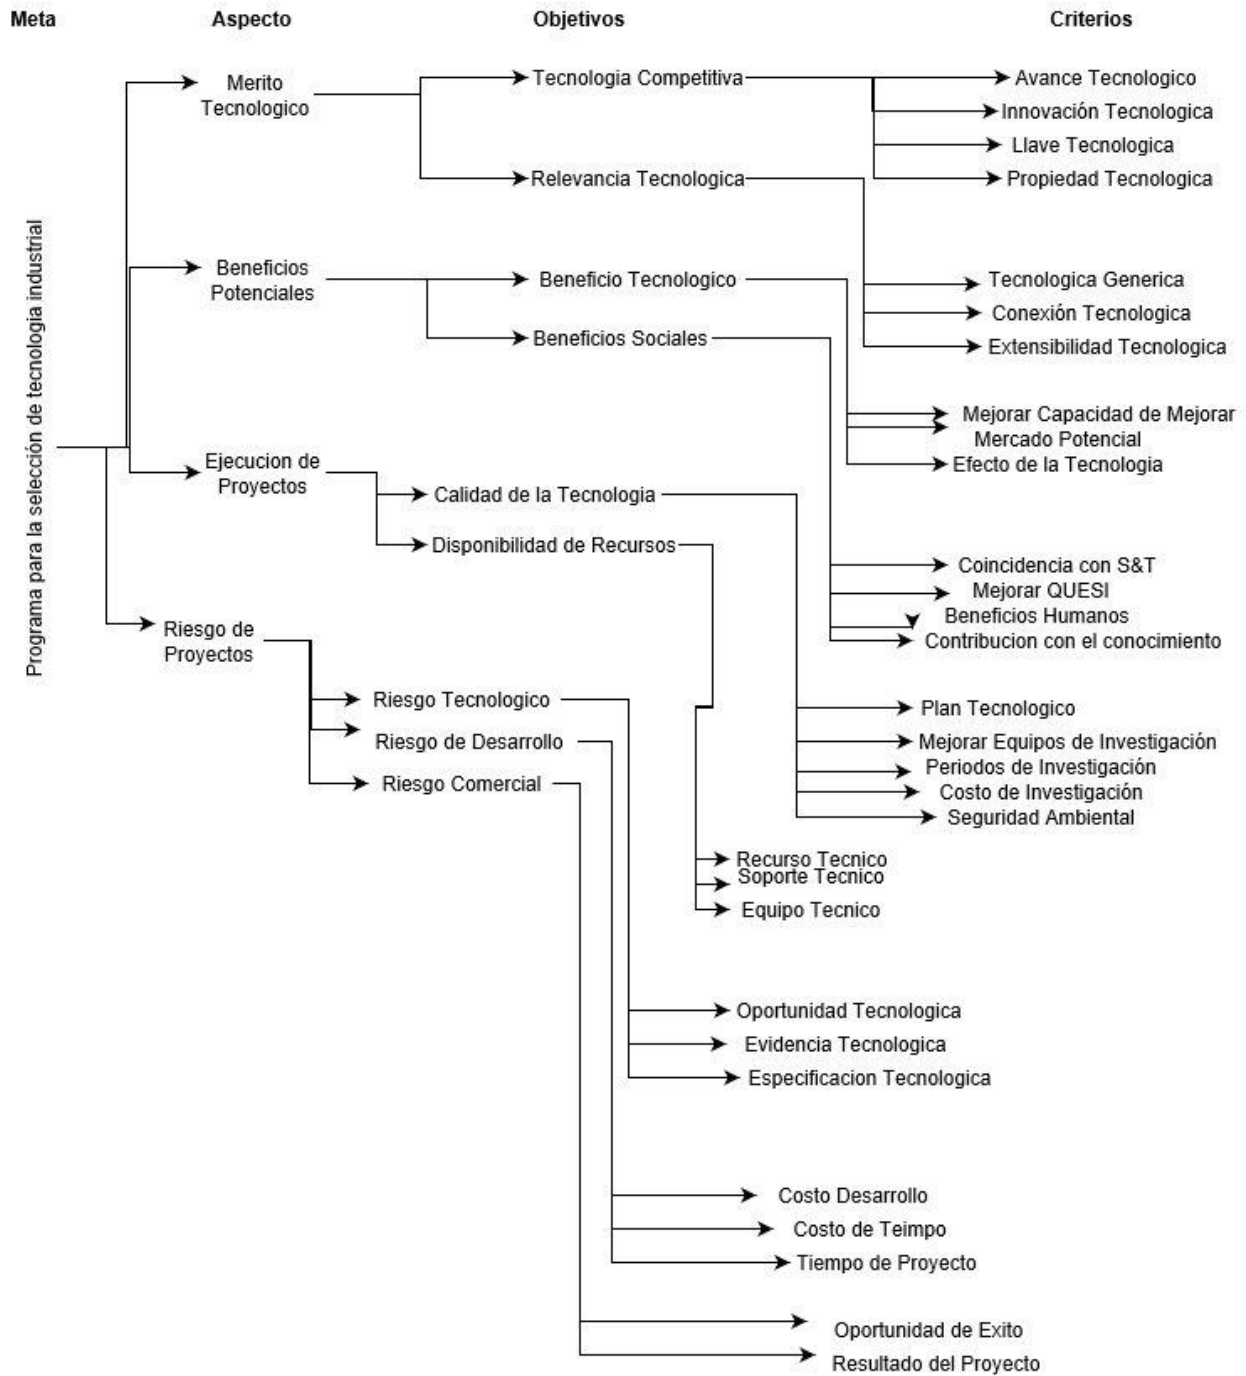 Meta
Aspecto
Objetivos
Criterios
Programa para la selección de tecnologia industrial
Merito
Tecnologico
Tecnologia Competitiva
Avance Tecnologico
Innovación Tecnologica
Llave Tecnologica
Relevancia Tecnologica
Propiedad Tecnologica
Beneficios
Potenciales
Beneficio Tecnologico
Tecnologica Generica
Conexión Tecnologica
Beneficios Sociales
Extensibilidad Tecnologica
Mejorar Capacidad de Mejorar
Mercado Potencial
Efecto de la Tecnologia
Ejecucion de
Proyectos
Calidad de la Tecnologia
Disponibilidad de Recursos
Coincidencia con S&T
Mejorar QUESI
Beneficios Humanos
Contribucion con el conocimiento
Riesgo de
Proyectos
Riesgo Tecnologico
Riesgo de Desarrollo
Riesgo Comercial
Plan Tecnologico
Mejorar Equipos de Investigación
Periodos de Investigación
Costo de Investigación
Seguridad Ambiental
Recurso Tecnico
Soporte Tecnico
Equipo Tecnico
Oportunidad Tecnologica
Evidencia Tecnologica
Especificacion Tecnologica
Costo Desarrollo
Costo de Teimpo
Tiempo de Proyecto
Oportunidad de Exito
Resultado del Proyecto